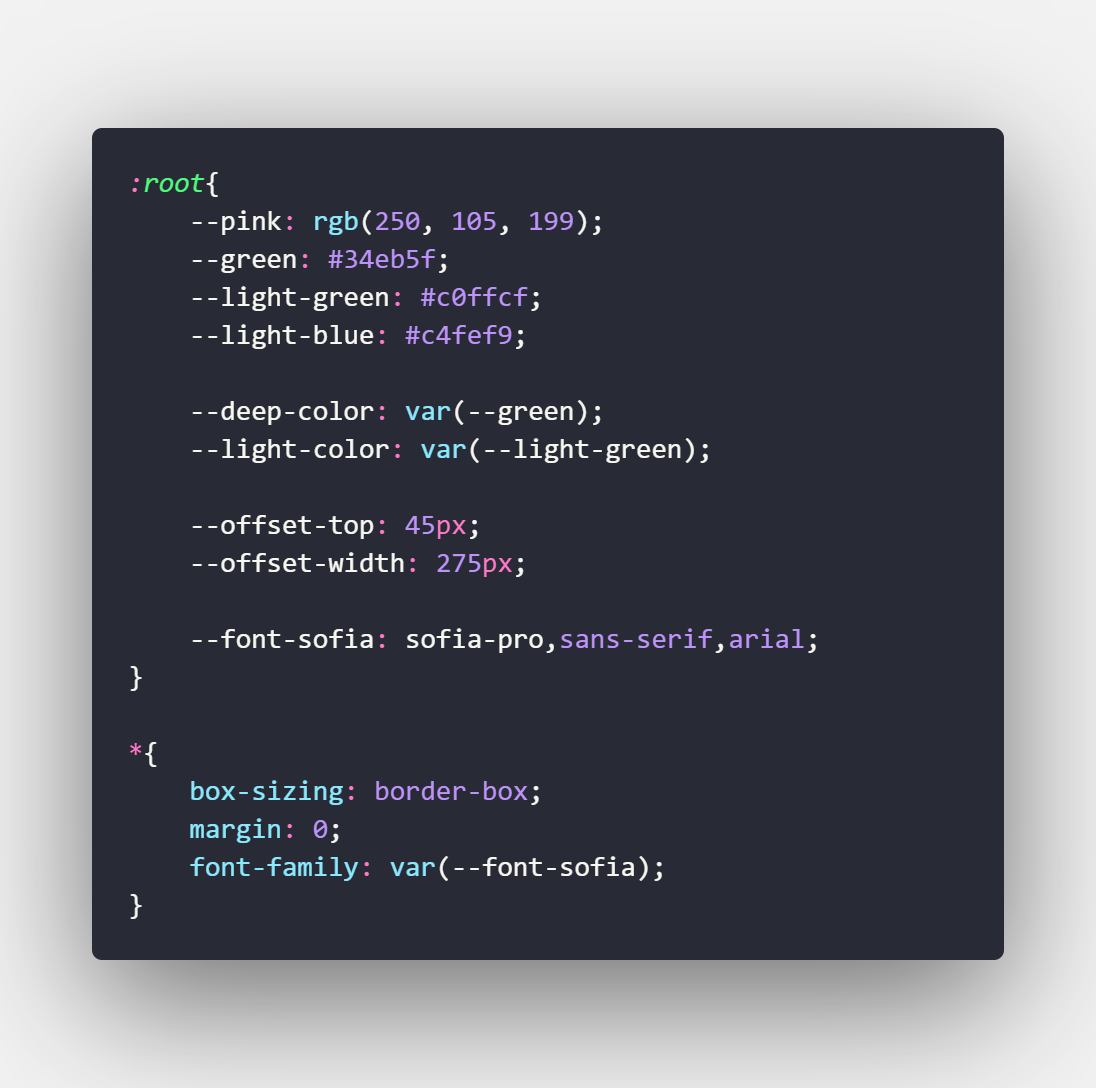 :root{
    --pink: rgb(250, 105, 199);
    --green: #34eb5f;
    --light-green: #c0ffcf;
    --light-blue: #c4fef9;

    --deep-color: var(--green);
    --light-color: var(--light-green);

    --offset-top: 45px;
    --offset-width: 275px;

    --font-sofia: sofia-pro,sans-serif,arial;
}

*{
    box-sizing: border-box;
    margin: 0;
    font-family: var(--font-sofia);
}